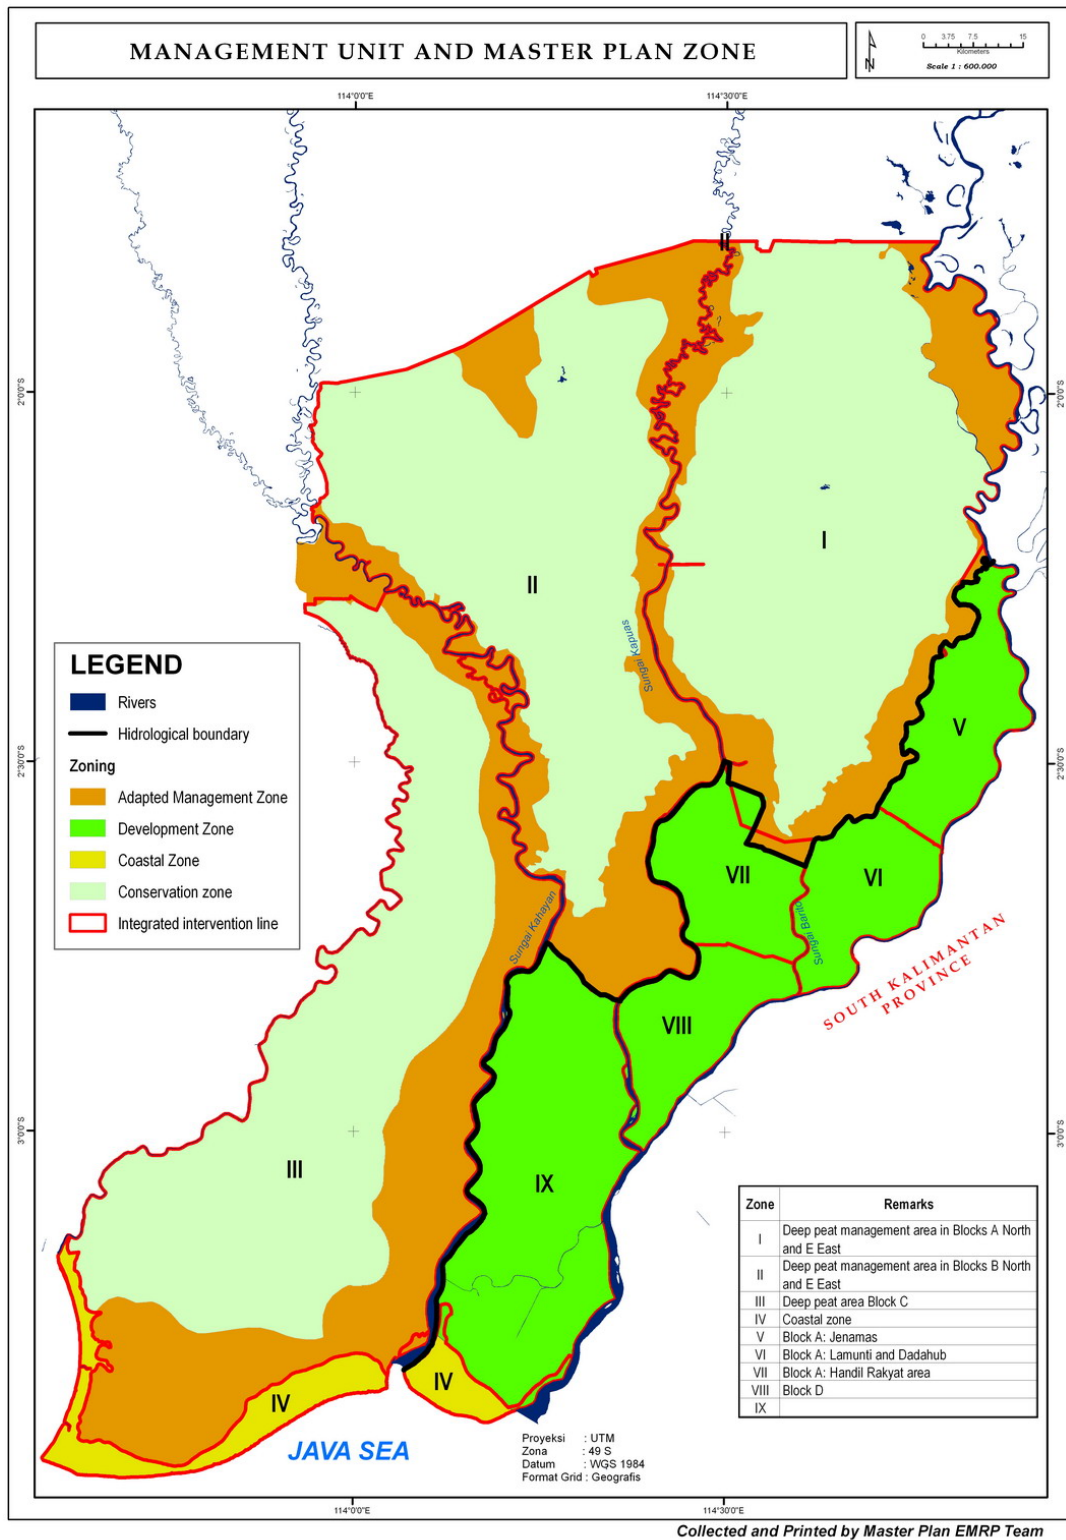 MANAGEMENT UNIT AND MASTER PLAN ZONE
0 3.75 7.5 15
Kilometers
N
Scale 1 : 600.000
114°0'0"E
114°30'0"E
II
2°0'0"S
2°0'0"S
I
II
Sungai Kapuas
LEGEND
Rivers
Hidrological boundary
Zoning
Adapted Management Zone
Development Zone
Coastal Zone
Conservation zone
Integrated intervention line
V
2°30'0"S
2°30'0"S
VII
VI
Sungai Kahayan
Sungai Barito
SOUTH KALIMANTAN
PROVINCE
VIII
3°0'0"S
3°0'0"S
III
IX
Zone Remarks
I Deep peat management area in Blocks A North
and E East
II Deep peat management area in Blocks B North
and E East
III Deep peat area Block C
IV Coastal zone
V Block A: Jenamas
VI Block A: Lamunti and Dadahub
VII Block A: Handil Rakyat area
VIII Block D
IX
IV
IV
JAVA SEA
Proyeksi : UTM
Zona : 49 S
Datum : WGS 1984
Format Grid : Geografis
114°0'0"E
114°30'0"E
Collected and Printed by Master Plan EMRP Team